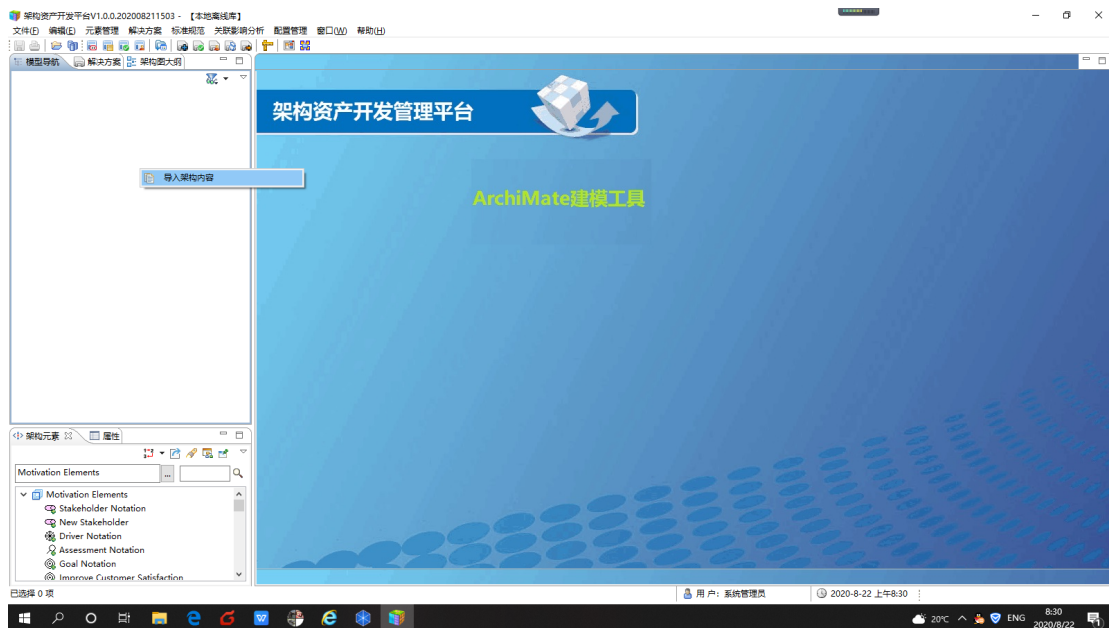 架构资产开发平台V1.0.0.202008211503 - 【本地离线库】
文件(F) 编辑(E) 元素管理 解决方案 标准规范 关联影响分析 配置管理 窗口(W) 帮助(H)
模型导航 解决方案 架构图大纲
架构资产开发管理平台
导入架构内容
ArchiMate建模工具
架构元素 属性
Motivation Elements ...
Motivation Elements
Stakeholder Notation
New Stakeholder
Driver Notation
Assessment Notation
Goal Notation
Improve Customer Satisfaction
已选择 0 项 用 户: 系统管理员 2020-8-22 上午8:30
20℃ ENG 8:30
2020/8/22